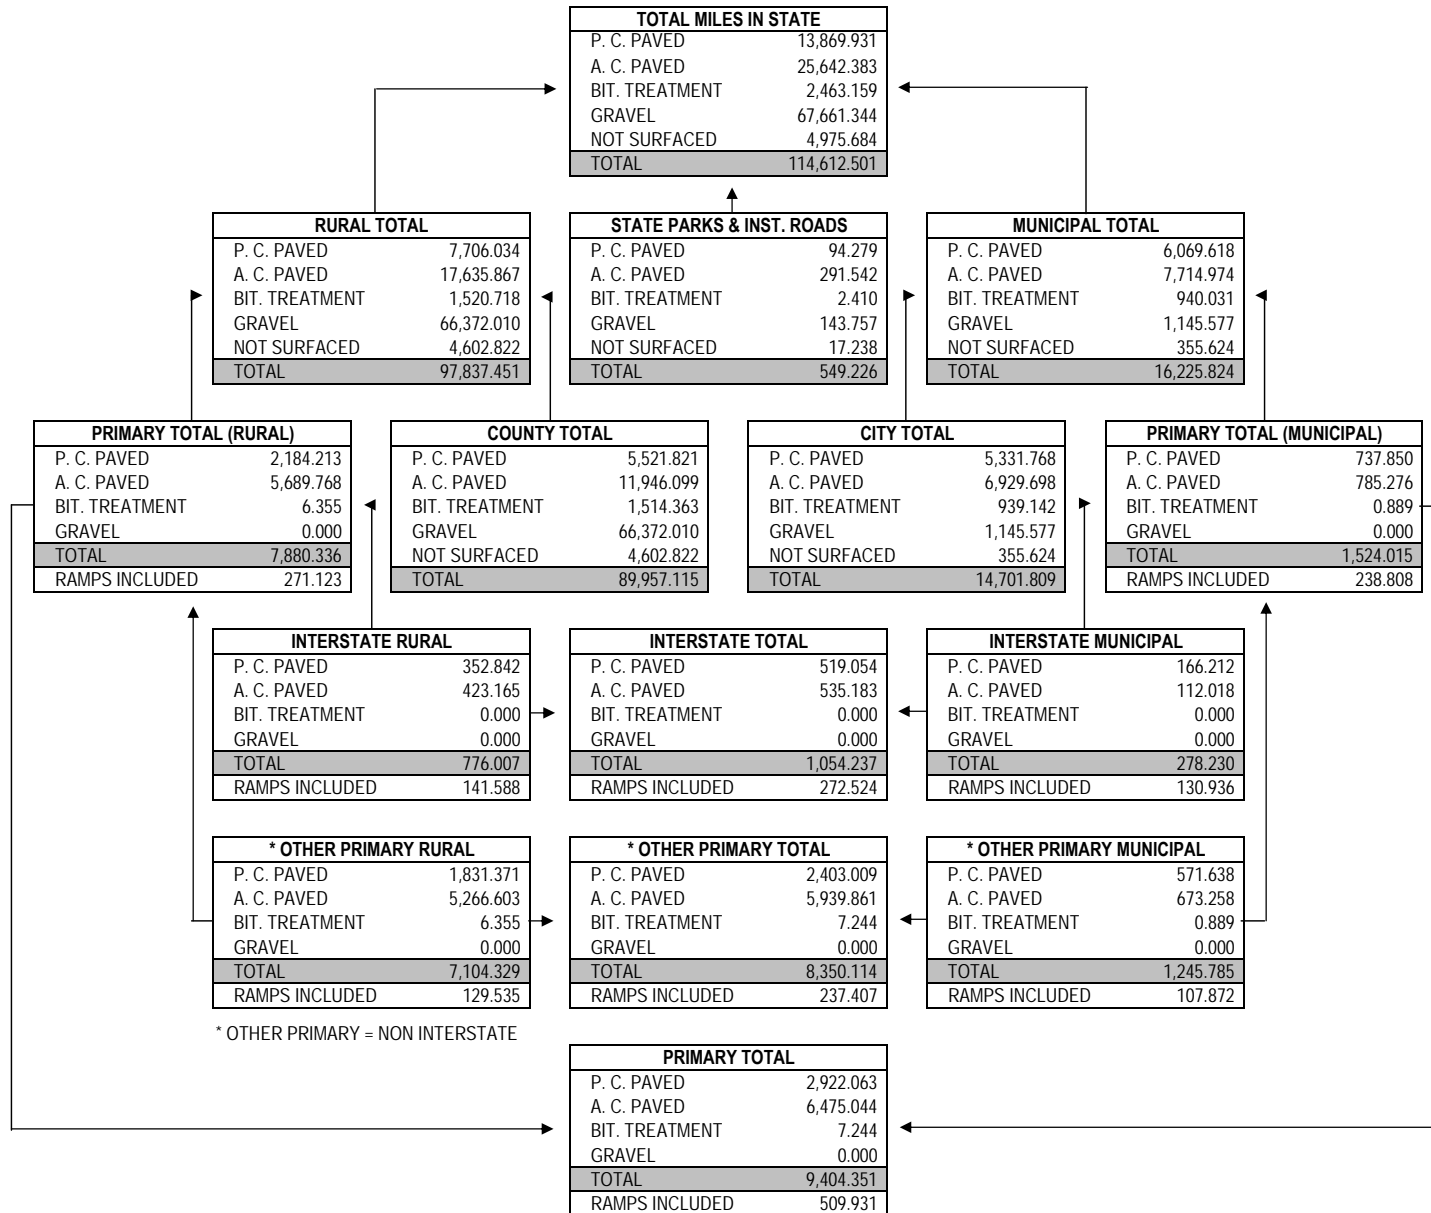 TOTAL MILES IN STATE
P. C. PAVED 13,869.931
A. C. PAVED 25,642.383
BIT. TREATMENT 2,463.159
GRAVEL 67,661.344
NOT SURFACED 4,975.684
TOTAL 114,612.501
RURAL TOTAL
P. C. PAVED 7,706.034
A. C. PAVED 17,635.867
BIT. TREATMENT 1,520.718
GRAVEL 66,372.010
NOT SURFACED 4,602.822
TOTAL 97,837.451
STATE PARKS & INST. ROADS
P. C. PAVED 94.279
A. C. PAVED 291.542
BIT. TREATMENT 2.410
GRAVEL 143.757
NOT SURFACED 17.238
TOTAL 549.226
MUNICIPAL TOTAL
P. C. PAVED 6,069.618
A. C. PAVED 7,714.974
BIT. TREATMENT 940.031
GRAVEL 1,145.577
NOT SURFACED 355.624
TOTAL 16,225.824
PRIMARY TOTAL (RURAL)
P. C. PAVED 2,184.213
A. C. PAVED 5,689.768
BIT. TREATMENT 6.355
GRAVEL 0.000
TOTAL 7,880.336
RAMPS INCLUDED 271.123
COUNTY TOTAL
P. C. PAVED 5,521.821
A. C. PAVED 11,946.099
BIT. TREATMENT 1,514.363
GRAVEL 66,372.010
NOT SURFACED 4,602.822
TOTAL 89,957.115
CITY TOTAL
P. C. PAVED 5,331.768
A. C. PAVED 6,929.698
BIT. TREATMENT 939.142
GRAVEL 1,145.577
NOT SURFACED 355.624
TOTAL 14,701.809
PRIMARY TOTAL (MUNICIPAL)
P. C. PAVED 737.850
A. C. PAVED 785.276
BIT. TREATMENT 0.889
GRAVEL 0.000
TOTAL 1,524.015
RAMPS INCLUDED 238.808
INTERSTATE RURAL
P. C. PAVED 352.842
A. C. PAVED 423.165
BIT. TREATMENT 0.000
GRAVEL 0.000
TOTAL 776.007
RAMPS INCLUDED 141.588
INTERSTATE TOTAL
P. C. PAVED 519.054
A. C. PAVED 535.183
BIT. TREATMENT 0.000
GRAVEL 0.000
TOTAL 1,054.237
RAMPS INCLUDED 272.524
INTERSTATE MUNICIPAL
P. C. PAVED 166.212
A. C. PAVED 112.018
BIT. TREATMENT 0.000
GRAVEL 0.000
TOTAL 278.230
RAMPS INCLUDED 130.936
* OTHER PRIMARY RURAL
P. C. PAVED 1,831.371
A. C. PAVED 5,266.603
BIT. TREATMENT 6.355
GRAVEL 0.000
TOTAL 7,104.329
RAMPS INCLUDED 129.535
* OTHER PRIMARY TOTAL
P. C. PAVED 2,403.009
A. C. PAVED 5,939.861
BIT. TREATMENT 7.244
GRAVEL 0.000
TOTAL 8,350.114
RAMPS INCLUDED 237.407
* OTHER PRIMARY MUNICIPAL
P. C. PAVED 571.638
A. C. PAVED 673.258
BIT. TREATMENT 0.889
GRAVEL 0.000
TOTAL 1,245.785
RAMPS INCLUDED 107.872
* OTHER PRIMARY = NON INTERSTATE
PRIMARY TOTAL
P. C. PAVED 2,922.063
A. C. PAVED 6,475.044
BIT. TREATMENT 7.244
GRAVEL 0.000
TOTAL 9,404.351
RAMPS INCLUDED 509.931